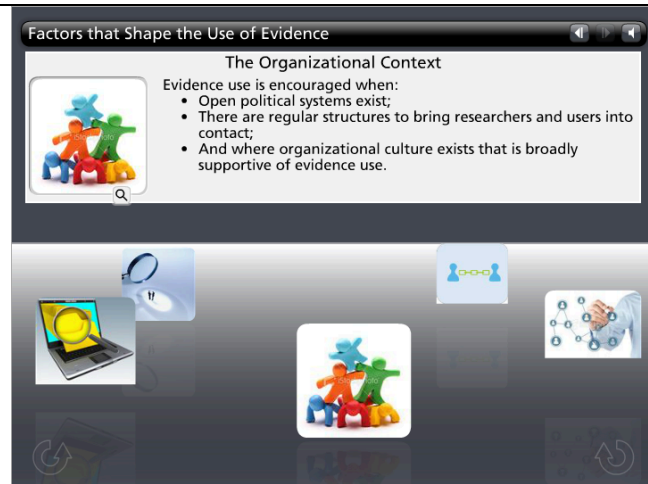 Factors that Shape the Use of Evidence
The Organizational Context
Evidence use is encouraged when:
• Open political systems exist;
• There are regular structures to bring researchers and users into
contact;
• And where organizational culture exists that is broadly
supportive of evidence use.